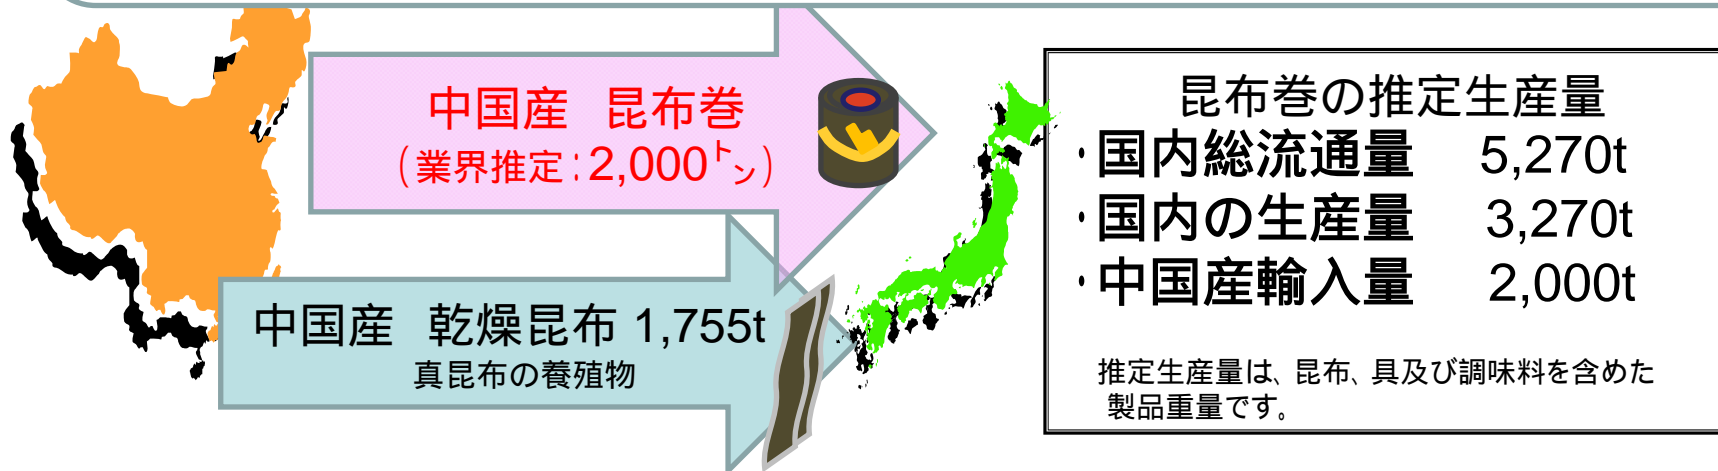 中国産　昆布巻
（業界推定：2,000㌧）
中国産　乾燥昆布 1,755t
真昆布の養殖物
昆布巻の推定生産量
・国内総流通量　5,270t
・国内の生産量　3,270t
・中国産輸入量　2,000t
推定生産量は、昆布、具及び調味料を含めた
製品重量です。